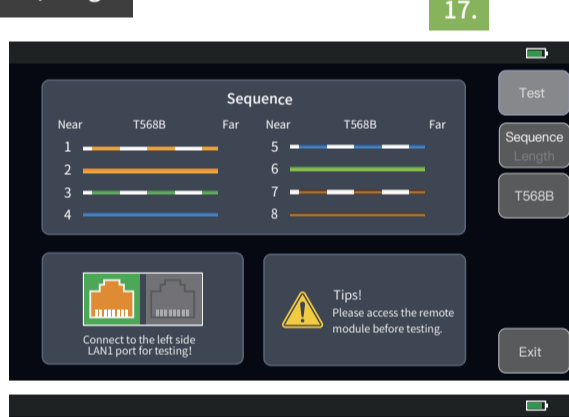 17.
Sequence
Near T568B Far Near T568B Far
1 5
2 6
3 7
4 8
Connect to the left side
LAN1 port for testing!
Tips!
Please access the remote
module before testing.
Test
Sequence
Length
T568B
Exit